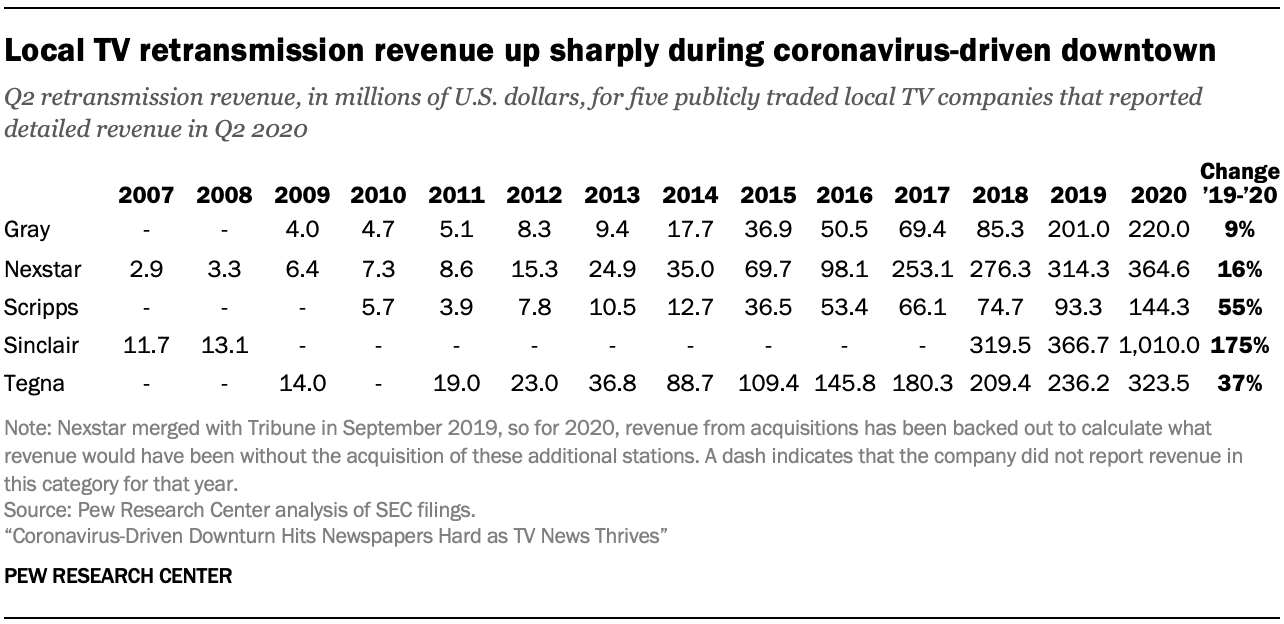 Local TV retransmission revenue up sharply during coronavirus-driven downtown
Q2 retransmission revenue, in millions of U.S. dollars, for five publicly traded local TV companies that reported
detailed revenue in Q2 2020
Change
2007 2008 2009 2010 2011 2012 2013 2014 2015 2016 2017 2018 2019 2020 ’19-’20
Gray - - 4.0 4.7 5.1 8.3 9.4 17.7 36.9 50.5 69.4 85.3 201.0 220.0 9%
Nexstar 2.9 3.3 6.4 7.3 8.6 15.3 24.9 35.0 69.7 98.1 253.1 276.3 314.3 364.6 16%
Scripps - - - 5.7 3.9 7.8 10.5 12.7 36.5 53.4 66.1 74.7 93.3 144.3 55%
Sinclair 11.7 13.1 - - - - - - - - - 319.5 366.7 1,010.0 175%
Tegna - - 14.0 - 19.0 23.0 36.8 88.7 109.4 145.8 180.3 209.4 236.2 323.5 37%
Note: Nexstar merged with Tribune in September 2019, so for 2020, revenue from acquisitions has been backed out to calculate what
revenue would have been without the acquisition of these additional stations. A dash indicates that the company did not report revenue in
this category for that year.
Source: Pew Research Center analysis of SEC filings.
“Coronavirus-Driven Downturn Hits Newspapers Hard as TV News Thrives”
PEW RESEARCH CENTER